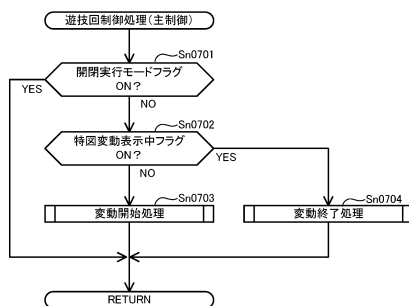 遊技回制御処理(主制御)
Sn0701
開閉実行モードフラグ
ON?
YES
NO
Sn0702
特図変動表示中フラグ
ON?
YES
NO
Sn0703
変動開始処理
Sn0704
変動終了処理
RETURN